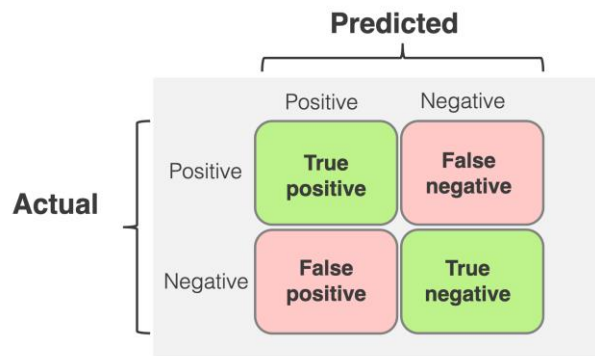 Predicted
Positive Negative
Positive
True
positive
False
negative
Actual
Negative
False
positive
True
negative